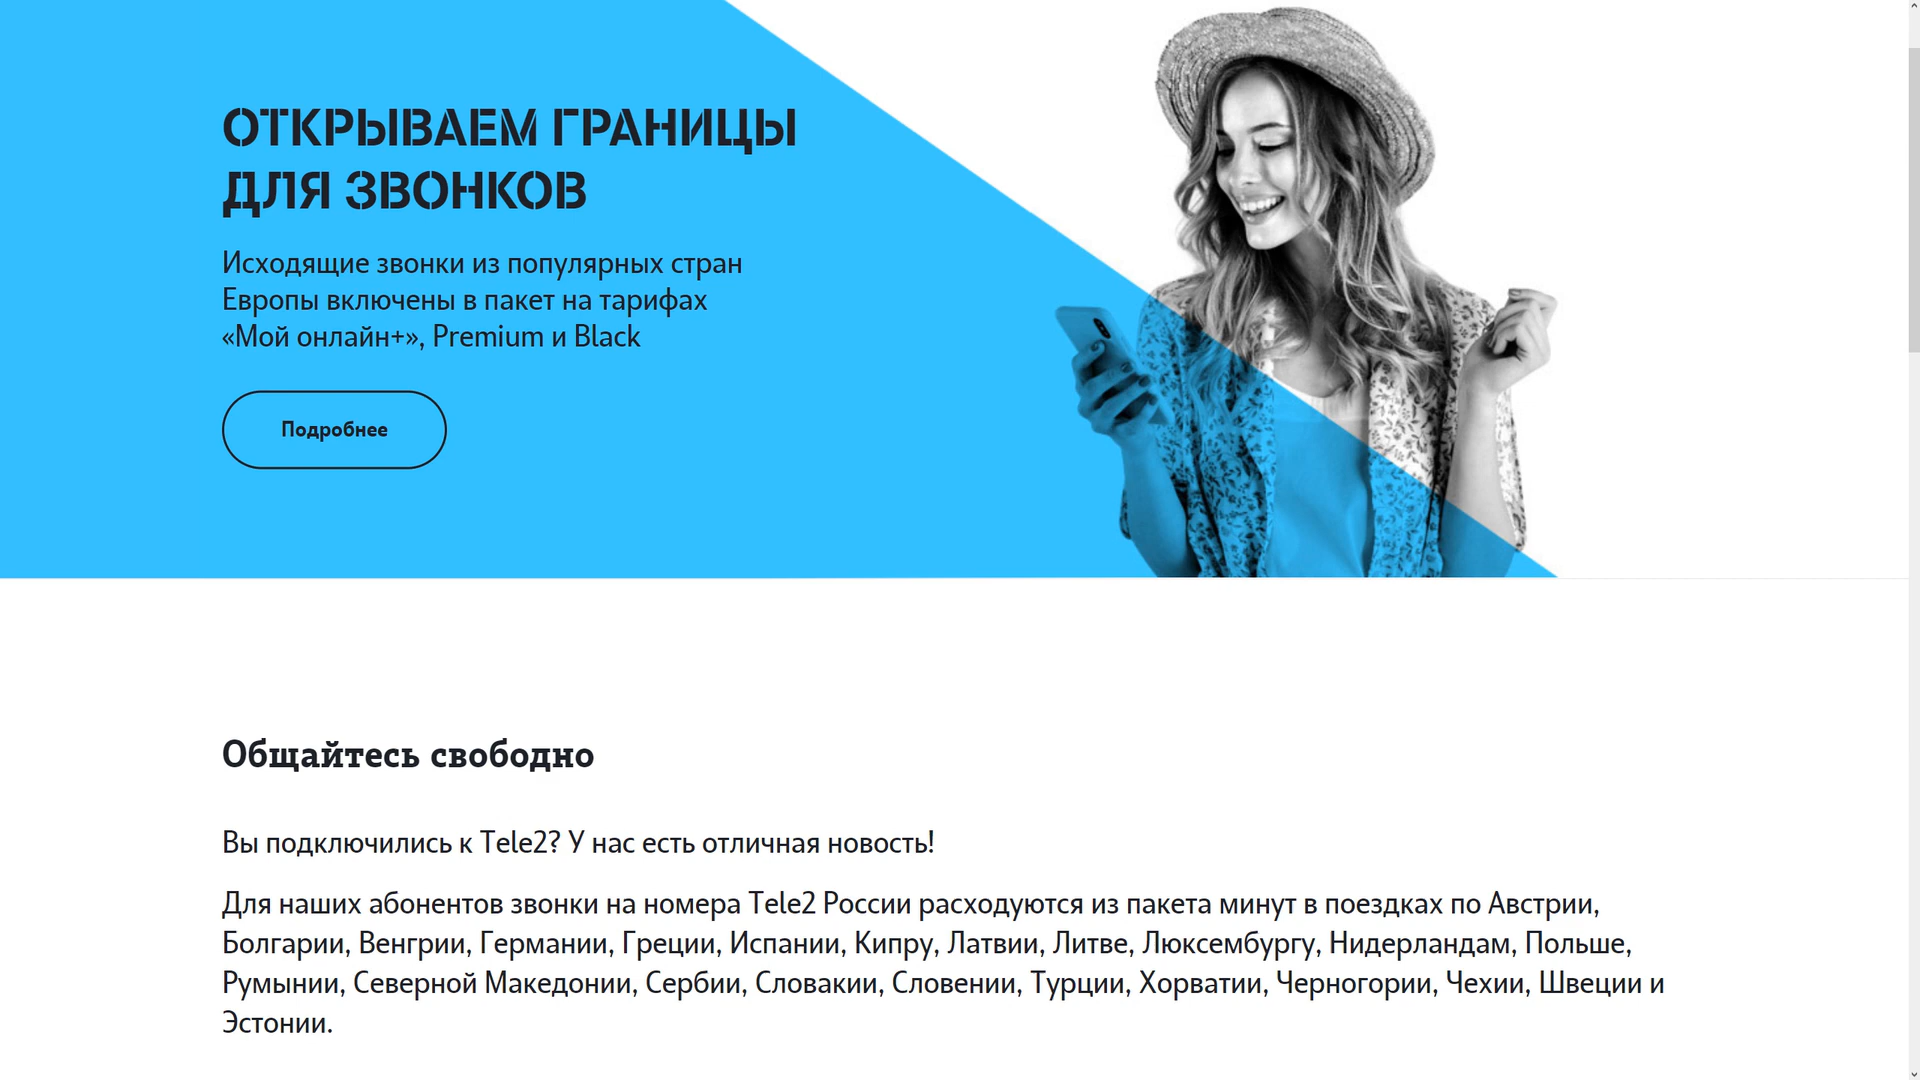 ОТКРЫВАЕМ ГРАНИЦЫ
ДЛЯ ЗВОНКОВ
Исходящие звонки из популярных стран
Европы включены в пакет на тарифах
«Мой онлайн+», Premium и Black
Подробнее
Общайтесь свободно
Вы подключились к Tele2? У нас есть отличная новость!
Для наших абонентов звонки на номера Tele2 России расходуются из пакета минут в поездках по Австрии,
Болгарии, Венгрии, Германии, Греции, Испании, Кипру, Латвии, Литве, Люксембургу, Нидерландам, Польше,
Румынии, Северной Македонии, Сербии, Словакии, Словении, Турции, Хорватии, Черногории, Чехии, Швеции и
Эстонии.